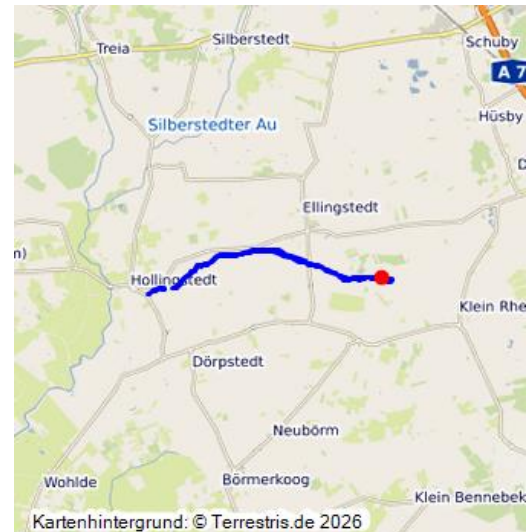 Treia
Silberstedt
Schuby
A 7
Hüsby
Silberstedter Au
D
Ellingstedt
m)
Hollingstedt
Klein Rhe
Dörpstedt
Neubörm
Wohlde
Börmerkoog
Klein Bennebek
Kartenhintergrund: © Terrestris.de 2026